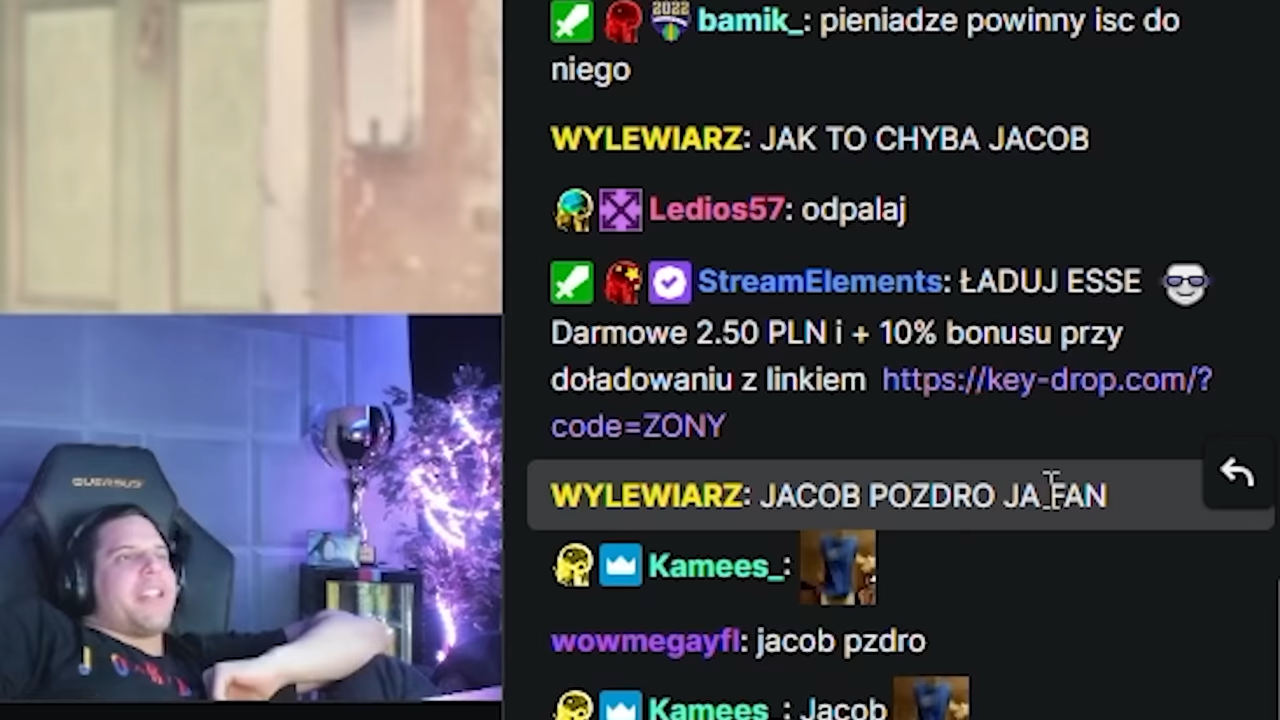 2022
bamik_: pieniadze powinny isc do
niego
WYLEWIARZ: JAK TO CHYBA JACOB
Ledios57: odpalaj
StreamElements: ŁADUJ ESSE
Darmowe 2.50 PLN i + 10% bonusu przy
doładowaniu z linkiem https://key-drop.com/?
code=ZONY
WYLEWIARZ: JACOB POZDRO JA FAN
Kamees_:
wowmegayfl: jacob pzdro
Kamees_: Jacob
QUERSUS